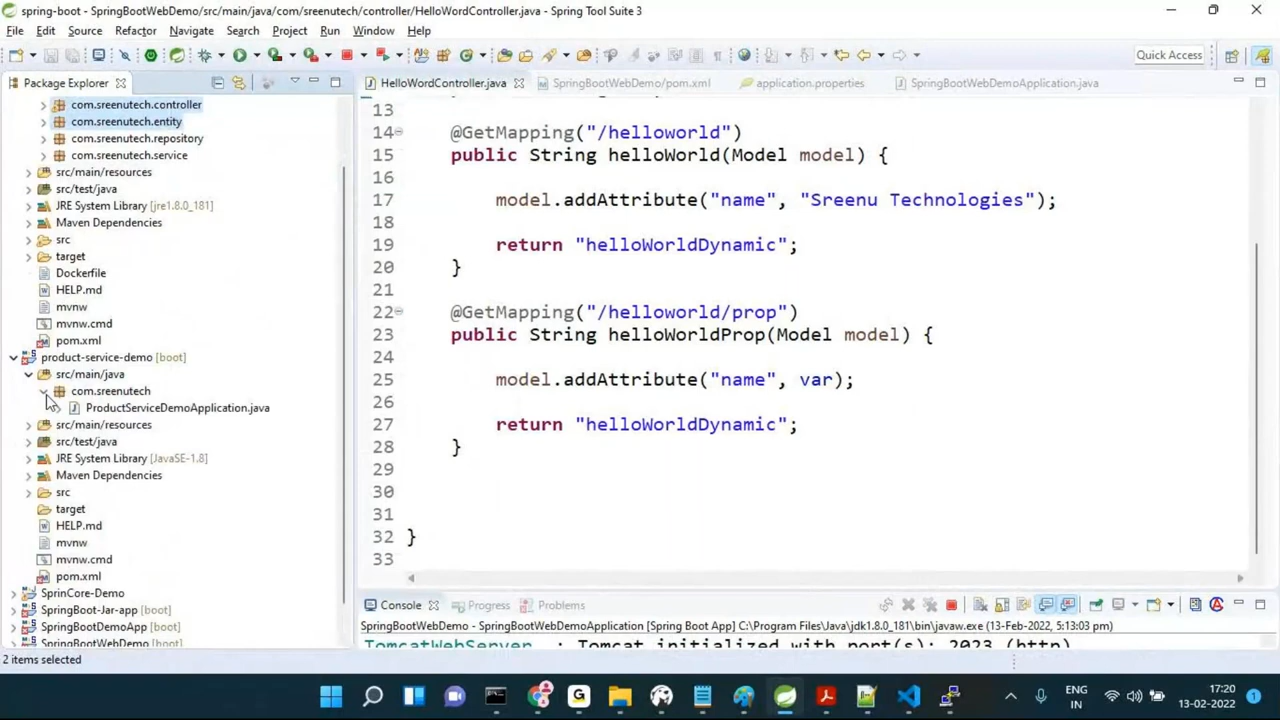 spring-boot - SpringBootWebDemo/src/main/java/com/sreenutech/controller/HelloWordController.java - Spring Tool Suite 3
File Edit Source Refactor Navigate Search Project Run Window Help
Quick Access
Package Explorer
HelloWordController.java SpringBootWebDemo/pom.xml application.properties SpringBootWebDemoApplication.java
com.sreenutech.controller
com.sreenutech.entity
com.sreenutech.repository
com.sreenutech.service
src/main/resources
src/test/java
JRE System Library [jre1.8.0_181]
Maven Dependencies
src
target
Dockerfile
HELP.md
mvnw
mvnw.cmd
pom.xml
product-service-demo [boot]
src/main/java
com.sreenutech
ProductServiceDemoApplication.java
src/main/resources
src/test/java
JRE System Library [JavaSE-1.8]
Maven Dependencies
src
target
HELP.md
mvnw
mvnw.cmd
pom.xml
SprinCore-Demo
SpringBoot-Jar-app [boot]
SpringBootDemoApp [boot]
SpringBootWebDemo [boot]
13
14 @GetMapping("/helloworld")
15 public String helloWorld(Model model) {
16
17 model.addAttribute("name", "Sreenu Technologies");
18
19 return "helloWorldDynamic";
20 }
21
22 @GetMapping("/helloworld/prop")
23 public String helloWorldProp(Model model) {
24
25 model.addAttribute("name", var);
26
27 return "helloWorldDynamic";
28 }
29
30
31
32 }
33
Console Progress Problems
SpringBootWebDemo - SpringBootWebDemoApplication [Spring Boot App] C:\Program Files\Java\jdk1.8.0_181\bin\javaw.exe (13-Feb-2022, 5:13:03 pm)
TomcatWebServer : Tomcat initialized with port(s): 2023 (http)
2 items selected
ENG
IN
17:20
13-02-2022